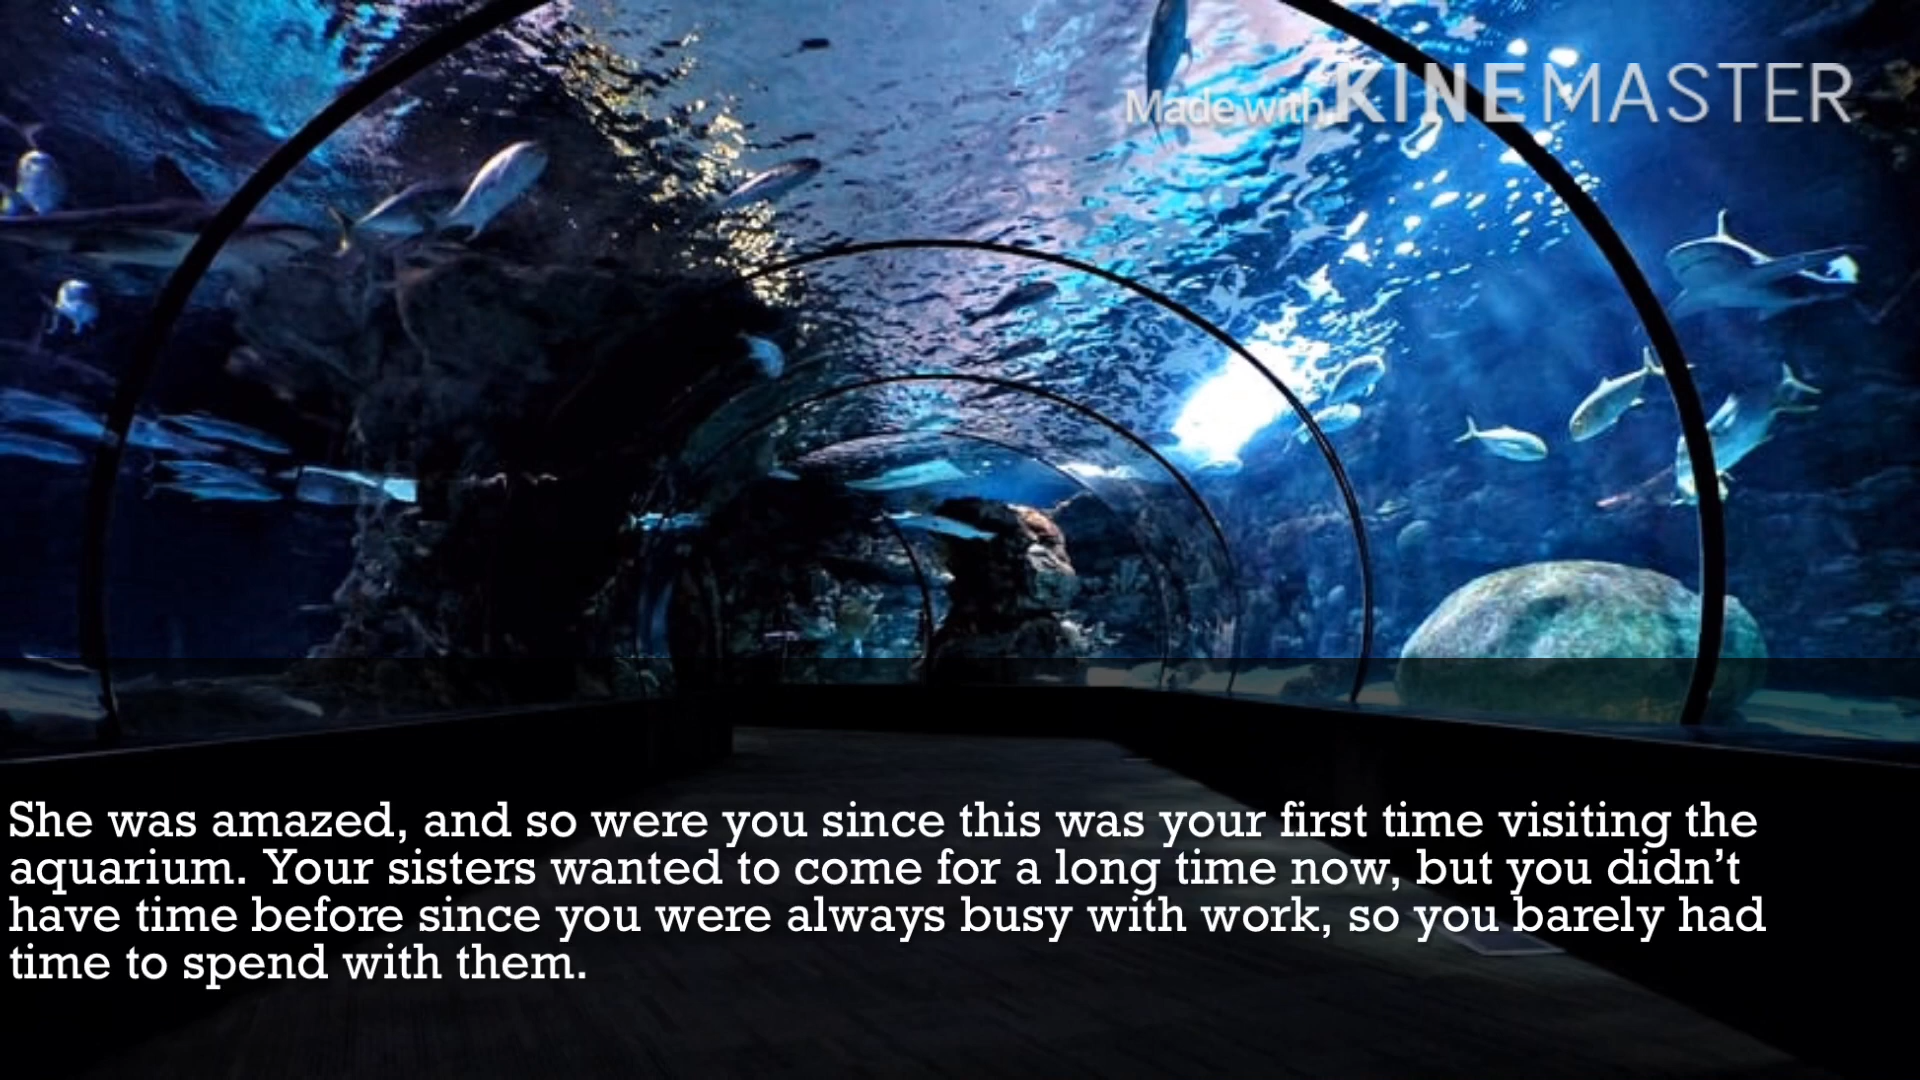 Made with KINEMASTER
She was amazed, and so were you since this was your first time visiting the
aquarium. Your sisters wanted to come for a long time now, but you didn’t
have time before since you were always busy with work, so you barely had
time to spend with them.